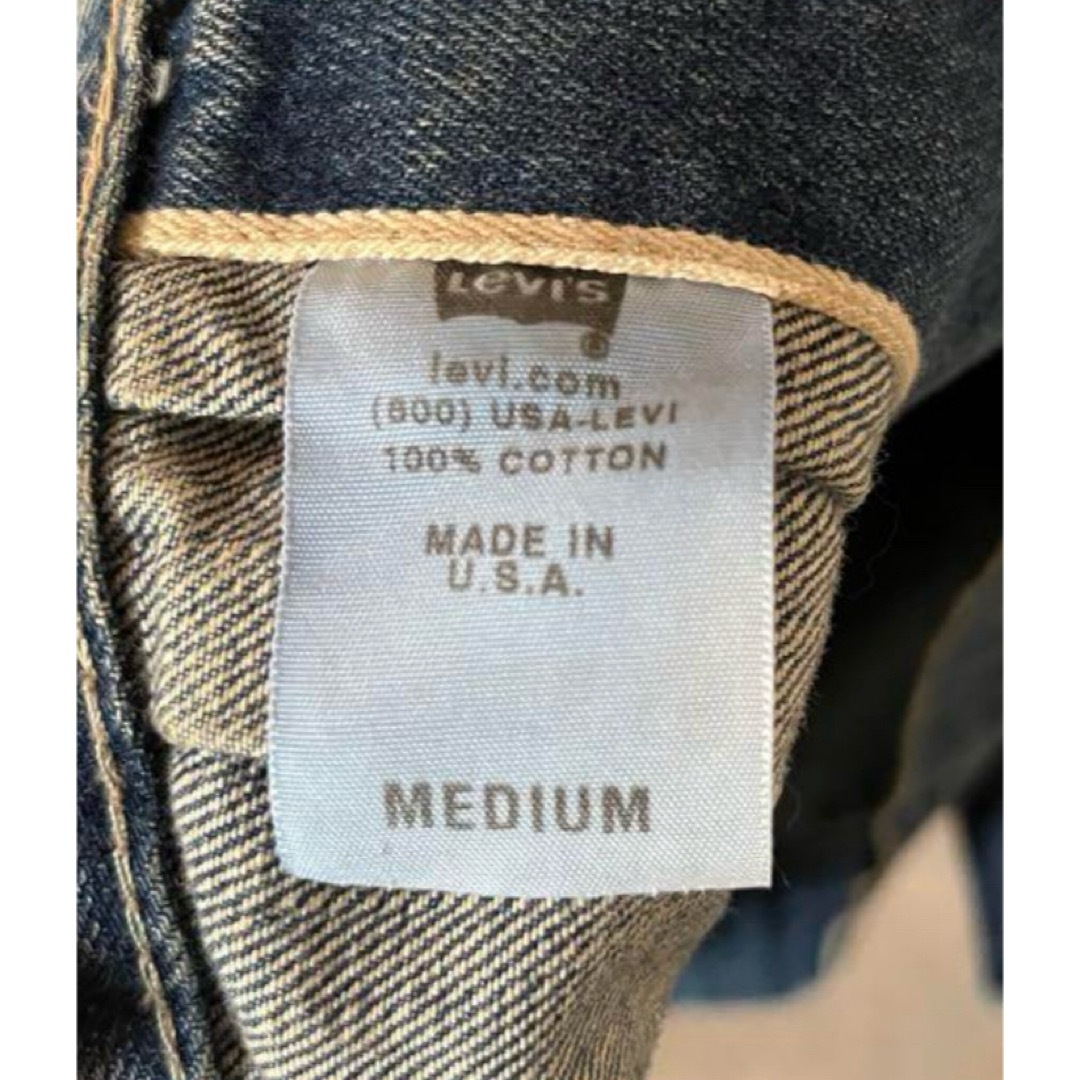 Levi's
®
levi.com
(800) USA-LEVI
100% COTTON
MADE IN
U.S.A.
MEDIUM